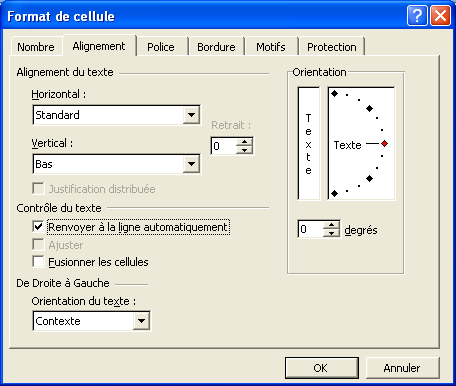 Format de cellule
Nombre Alignement Police Bordure Motifs Protection
Alignement du texte
Horizontal :
Standard
Retrait :
Vertical :
0
Bas
Justification distribuée
Contrôle du texte
Renvoyer à la ligne automatiquement
Ajuster
Fusionner les cellules
De Droite à Gauche
Orientation du texte :
Contexte
Orientation
Texte
Texte
0 degrés
OK Annuler